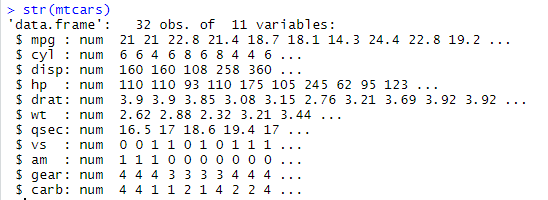 > str(mtcars)
'data.frame':   32 obs. of  11 variables:
 $ mpg : num  21 21 22.8 21.4 18.7 18.1 14.3 24.4 22.8 19.2 ...
 $ cyl : num  6 6 4 6 8 6 8 4 4 6 ...
 $ disp: num  160 160 108 258 360 ...
 $ hp  : num  110 110 93 110 175 105 245 62 95 123 ...
 $ drat: num  3.9 3.9 3.85 3.08 3.15 2.76 3.21 3.69 3.92 3.92 ...
 $ wt  : num  2.62 2.88 2.32 3.21 3.44 ...
 $ qsec: num  16.5 17 18.6 19.4 17 ...
 $ vs  : num  0 0 1 1 0 1 0 1 1 1 ...
 $ am  : num  1 1 1 0 0 0 0 0 0 0 ...
 $ gear: num  4 4 4 3 3 3 3 4 4 4 ...
 $ carb: num  4 4 1 1 2 1 4 2 2 4 ...